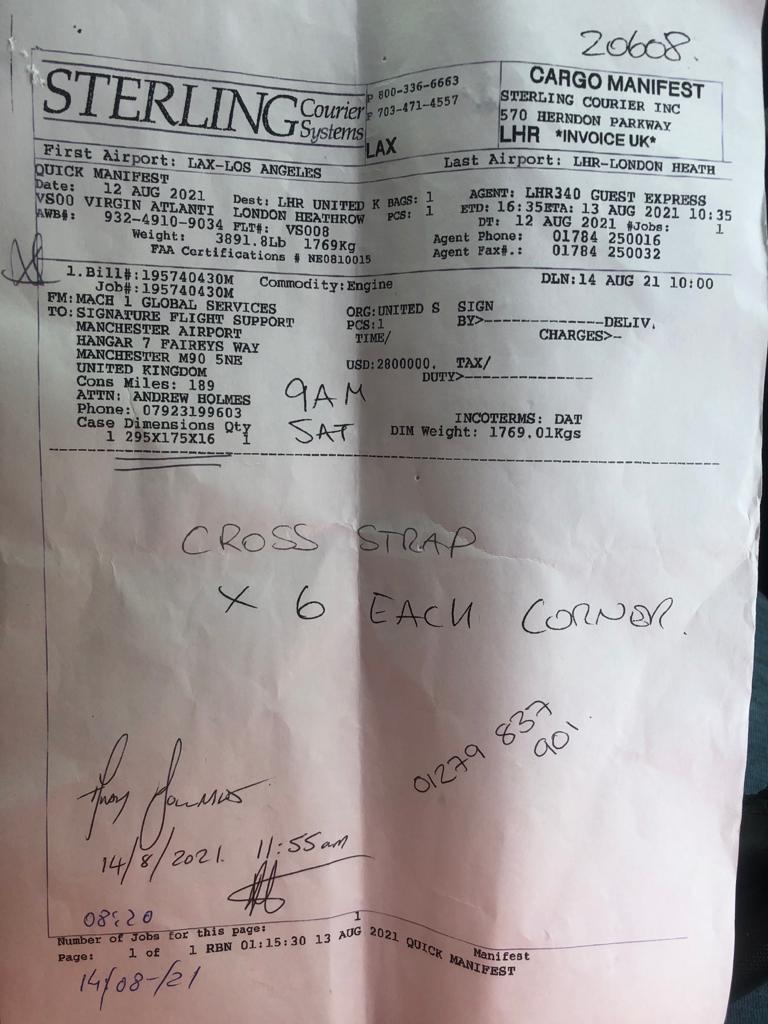 20608.
STERLING Courier Systems
P 800-336-6663
F 703-471-4557
LAX
CARGO MANIFEST
STERLING COURIER INC
570 HERNDON PARKWAY
LHR *INVOICE UK*
First Airport: LAX-LOS ANGELES Last Airport: LHR-LONDON HEATH
QUICK MANIFEST
Date: 12 AUG 2021 Dest: LHR UNITED K BAGS: 1 AGENT: LHR340 GUEST EXPRESS
VS00 VIRGIN ATLANTI LONDON HEATHROW PCS: 1 ETD: 16:35ETA: 13 AUG 2021 10:35
AWB#: 932-4910-9034 FLT#: VS008 DT: 12 AUG 2021 #Jobs: 1
Weight: 3891.8Lb 1769Kg Agent Phone: 01784 250016
FAA Certifications # NE0810015 Agent Fax#.: 01784 250032
1.Bill#:195740430M Commodity:Engine DLN:14 AUG 21 10:00
Job#:195740430M
FM:MACH 1 GLOBAL SERVICES ORG:UNITED S SIGN
TO:SIGNATURE FLIGHT SUPPORT PCS:1 BY>---------------DELIV.
MANCHESTER AIRPORT TIME/ CHARGES>-
HANGAR 7 FAIREYS WAY
MANCHESTER M90 5NE USD:2800000. TAX/
UNITED KINGDOM DUTY>----------------
Cons Miles: 189
ATTN: ANDREW HOLMES 9AM
Phone: 07923199603 INCOTERMS: DAT
Case Dimensions Qty SAT DIM Weight: 1769.01Kgs
1 295X175X16 1
CROSS STRAP
X 6 EACH CORNER.
01279 837
901
14/8/2021. 11:55am
08:20
Number of Jobs for this page: 1
Page: 1 of 1 RBN 01:15:30 13 AUG 2021 QUICK MANIFEST Manifest
14/08-/21